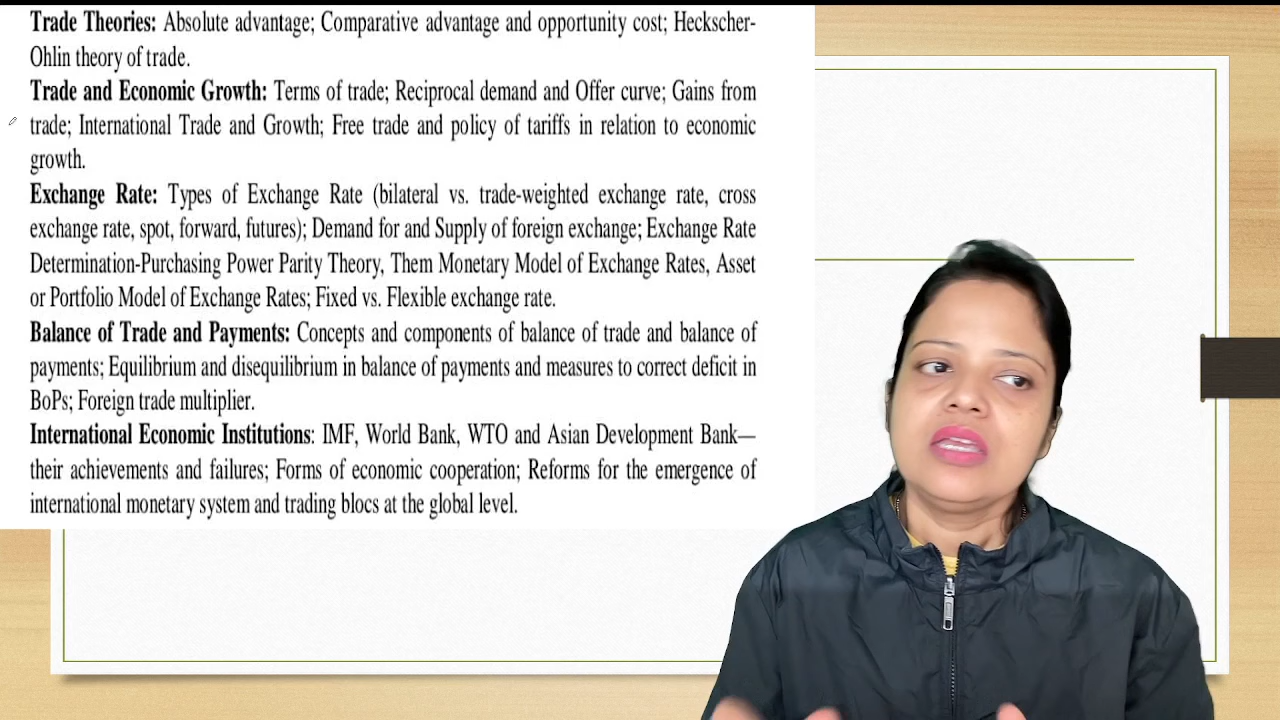 Trade Theories: Absolute advantage; Comparative advantage and opportunity cost; Heckscher-
Ohlin theory of trade.
Trade and Economic Growth: Terms of trade; Reciprocal demand and Offer curve; Gains from
trade; International Trade and Growth; Free trade and policy of tariffs in relation to economic
growth.
Exchange Rate: Types of Exchange Rate (bilateral vs. trade-weighted exchange rate, cross
exchange rate, spot, forward, futures); Demand for and Supply of foreign exchange; Exchange Rate
Determination-Purchasing Power Parity Theory, Them Monetary Model of Exchange Rates, Asset
or Portfolio Model of Exchange Rates; Fixed vs. Flexible exchange rate.
Balance of Trade and Payments: Concepts and components of balance of trade and balance of
payments; Equilibrium and disequilibrium in balance of payments and measures to correct deficit in
BoPs; Foreign trade multiplier.
International Economic Institutions: IMF, World Bank, WTO and Asian Development Bank—
their achievements and failures; Forms of economic cooperation; Reforms for the emergence of
international monetary system and trading blocs at the global level.